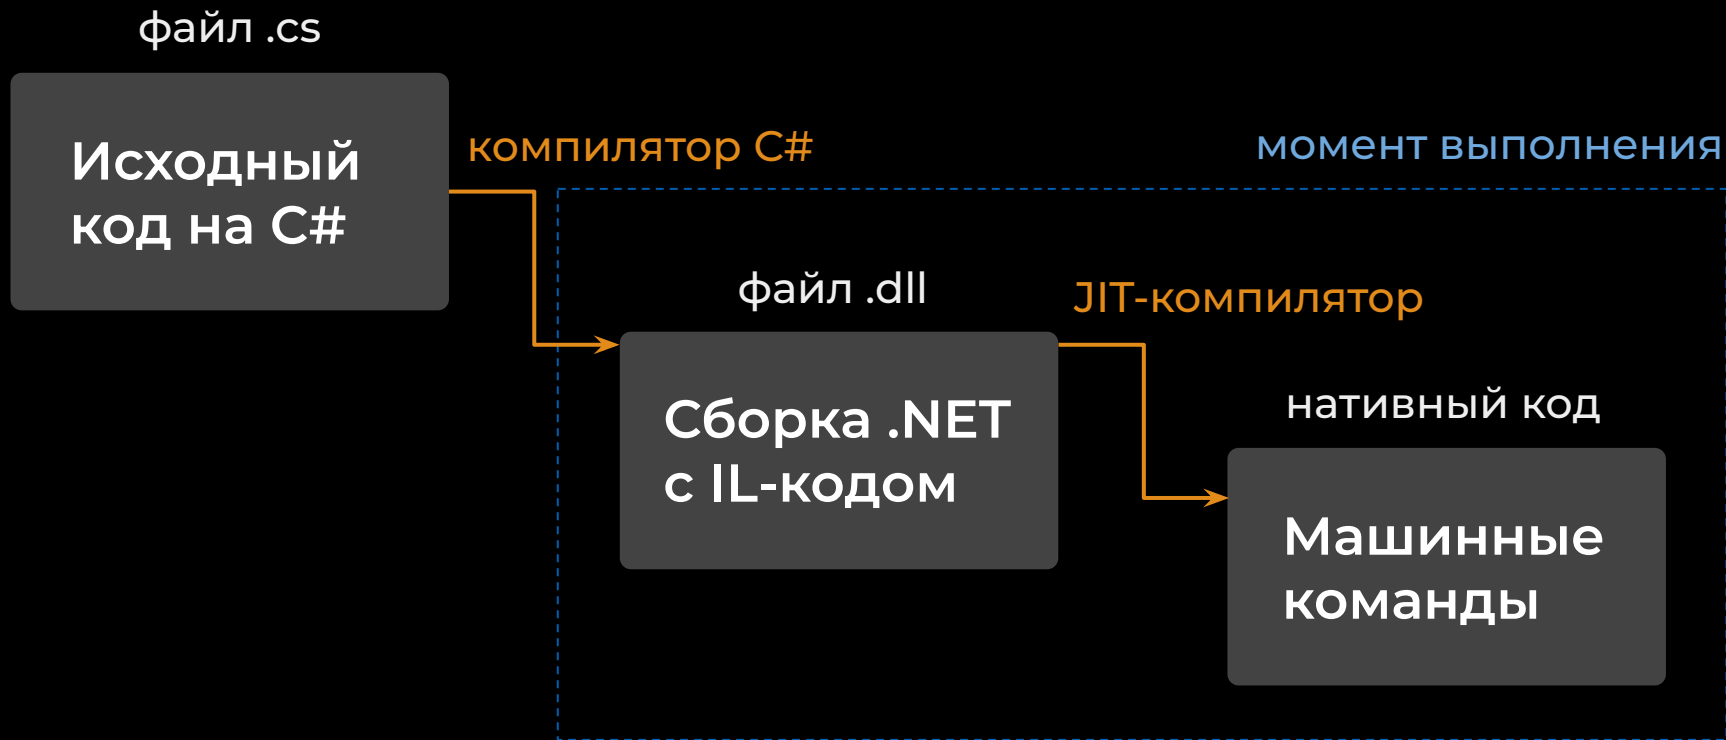 файл .cs
Исходный
код на C#
компилятор C#
момент выполнения
файл .dll
JIT-компилятор
Сборка .NET
с IL-кодом
нативный код
Машинные
команды